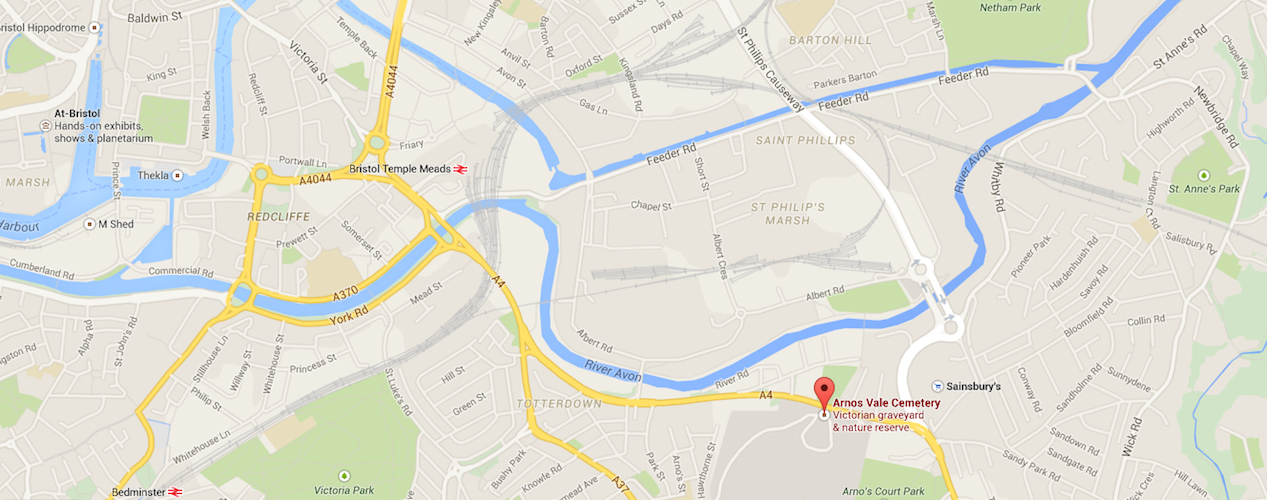 Baldwin St
Bristol Hippodrome
King St
Welsh Back
Redcliff St
Victoria St
Temple Back
A4044
New Kingsley
Barton Rd
Sussex St
Days Rd
Anvil St
Avon St
Oxford St
Kingsland Rd
Gas Ln
St Philips Causeway
BARTON HILL
Parkers Barton
Marsh Ln
Netham Park
River Avon
St Anne's Rd
Chapel Way
Feeder Rd
Feeder Rd
Feeder Rd
Newbridge Rd
Highworth Rd
At-Bristol
Hands-on exhibits,
shows & planetarium
MARSH
Prince St
Thekla
Portwall Ln
A4044
Friary
Bristol Temple Meads
SAINT PHILLIPS
Short St
River Avon
Whitby Rd
St. Anne's Park
Langton Ct Rd
Salisbury Rd
Harbour
M Shed
REDCLIFFE
Prewett St
Somerset St
Chapel St
ST PHILIP'S
MARSH
Albert Cres
Pioneer Park
Hardenhuish Rd
Savoy Rd
Bloomfield Rd
Collin Rd
Cumberland Rd
Commercial Rd
A370
York Rd
Mead St
A4
Albert Rd
Albert Rd
River Avon
River Rd
Alpha Rd
St John's Rd
Stillhouse Ln
Willway St
Whitehouse St
Princess St
Philip St
Whitehouse Ln
St Luke's Rd
Hill St
Green St
TOTTERDOWN
A4
Arnos Vale Cemetery
Victorian graveyard
& nature reserve
Sainsbury's
Conway Rd
Sandholme Rd
Sunnydene
Wick Rd
Sandown Rd
Sandgate Rd
Sandy Park Rd
Hill Lawn
Wick Cres
Bedminster
Victoria Park
Bushy Park
Knowle Rd
A37
Park St
Arno's St
Hawthorne St
Arno's Court Park